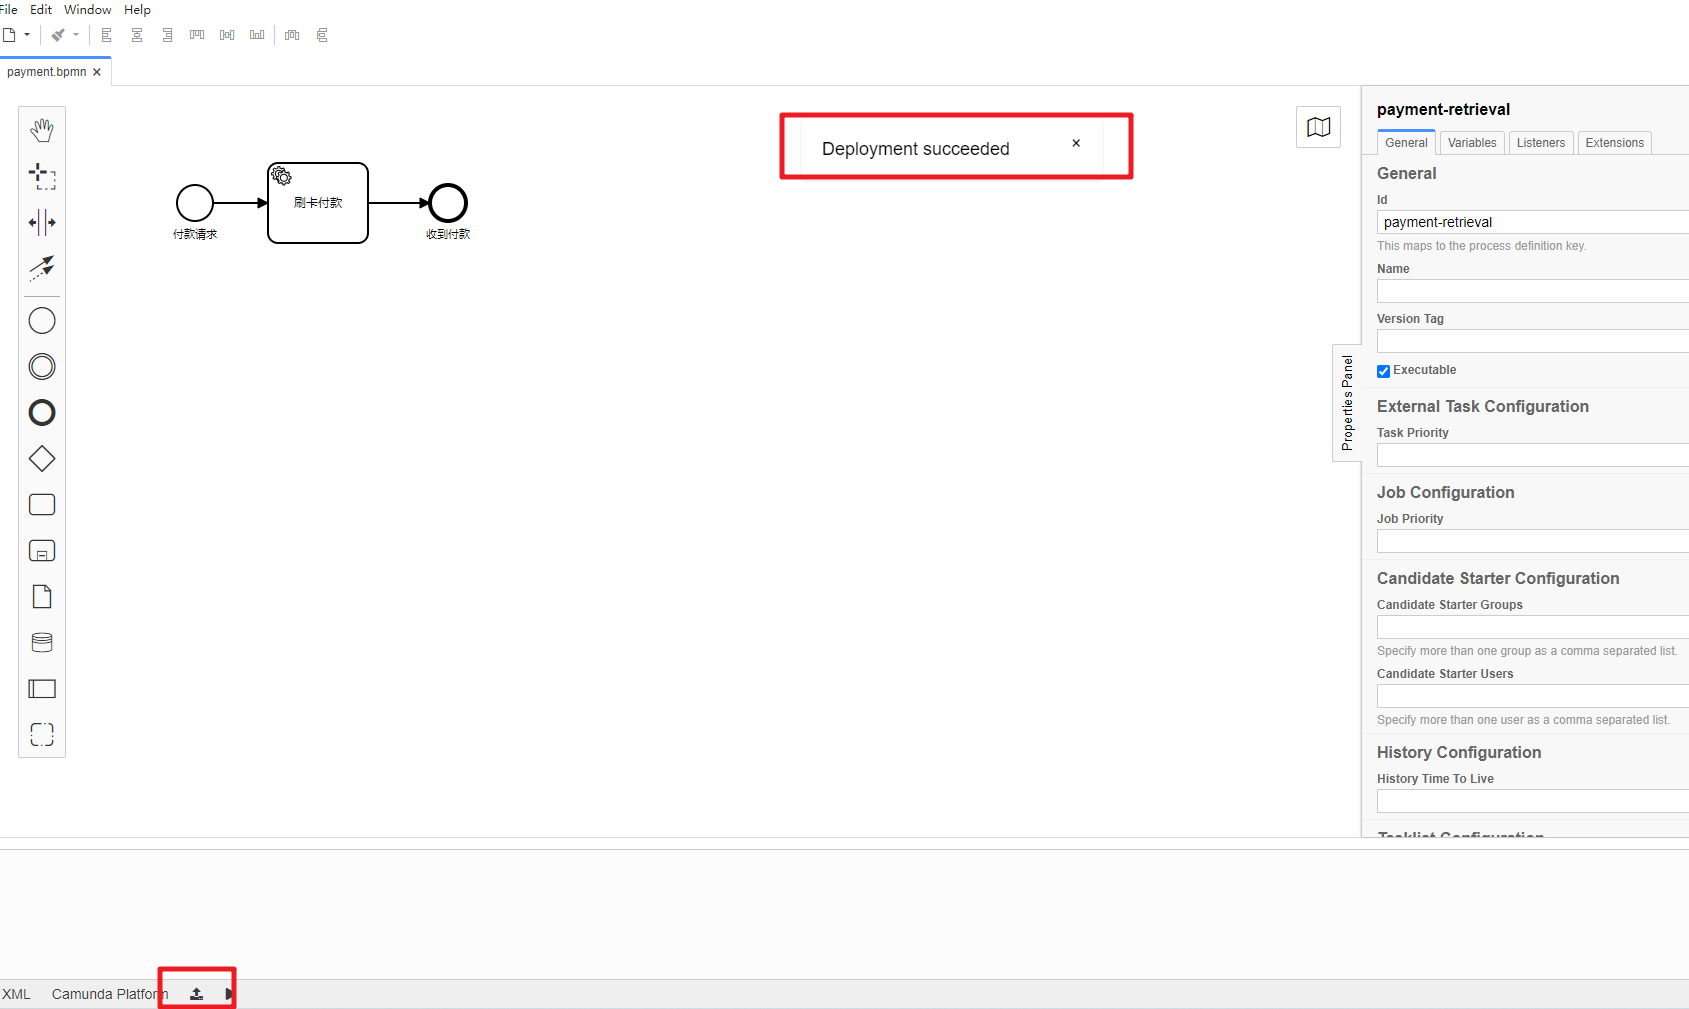 File Edit Window Help
payment.bpmn ×
付款请求
刷卡付款
收到付款
Deployment succeeded ×
Properties Panel
payment-retrieval
General Variables Listeners Extensions
General
Id
payment-retrieval
This maps to the process definition key.
Name
Version Tag
Executable
External Task Configuration
Task Priority
Job Configuration
Job Priority
Candidate Starter Configuration
Candidate Starter Groups
Specify more than one group as a comma separated list.
Candidate Starter Users
Specify more than one user as a comma separated list.
History Configuration
History Time To Live
Tasklist Configuration
XML Camunda Platform